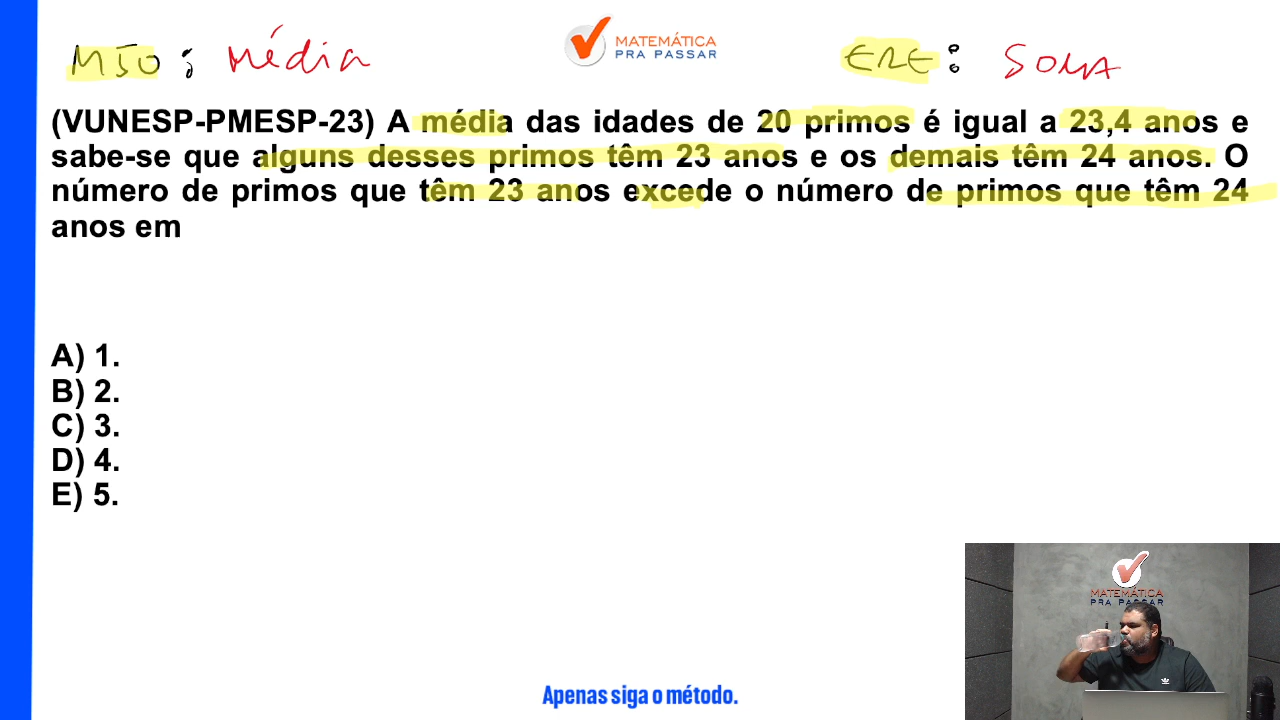 MJO : média
MATEMÁTICA
PRA PASSAR
ERE: SOMA
(VUNESP-PMESP-23) A média das idades de 20 primos é igual a 23,4 anos e
sabe-se que alguns desses primos têm 23 anos e os demais têm 24 anos. O
número de primos que têm 23 anos excede o número de primos que têm 24
anos em
A) 1.
B) 2.
C) 3.
D) 4.
E) 5.
MATEMÁTICA
PRA PASSAR
Apenas siga o método.